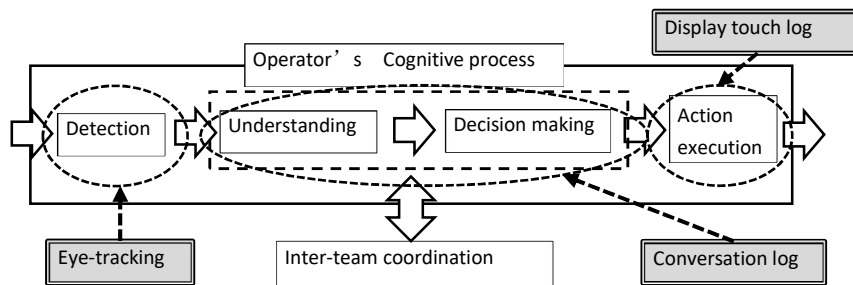 Display touch log
Operator’s Cognitive process
Detection
Understanding
Decision making
Action
execution
Eye-tracking
Inter-team coordination
Conversation log